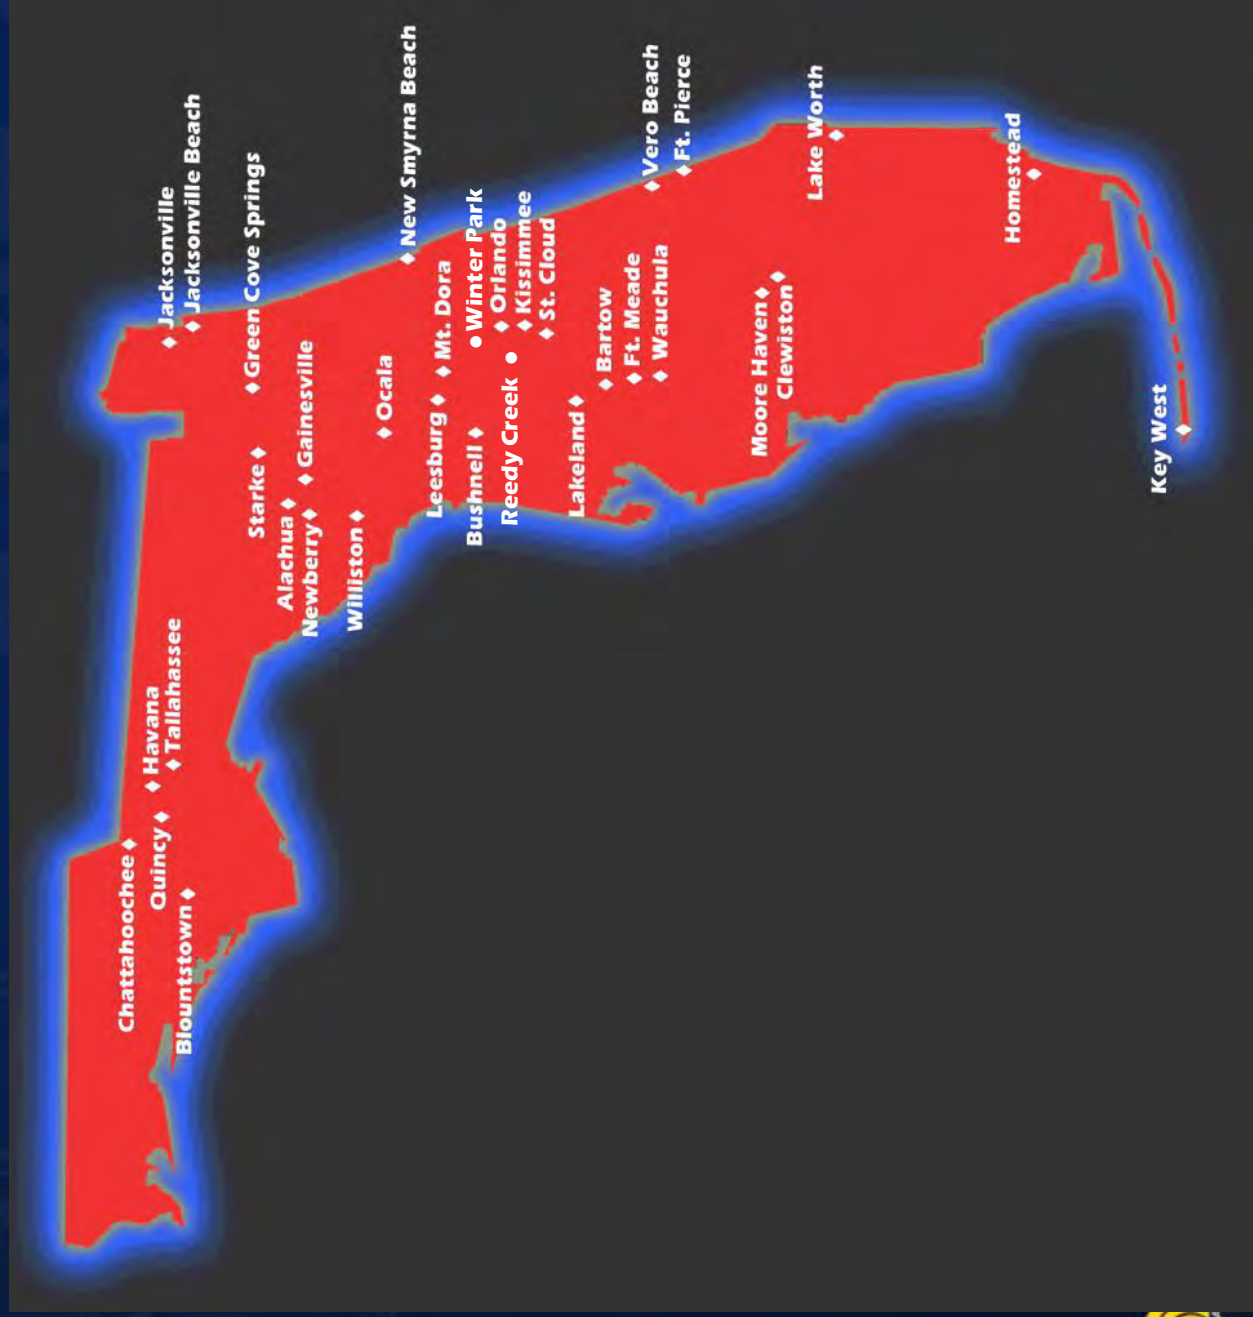 Jacksonville
Jacksonville Beach
Green Cove Springs
Starke
Alachua
Gainesville
Newberry
Williston
Ocala
New Smyrna Beach
Leesburg
Mt. Dora
Bushnell
Winter Park
Orlando
Reedy Creek
Kissimmee
St. Cloud
Lakeland
Bartow
Ft. Meade
Wauchula
Vero Beach
Ft. Pierce
Moore Haven
Clewiston
Lake Worth
Homestead
Key West
Havana
Tallahassee
Quincy
Chattahoochee
Blountstown